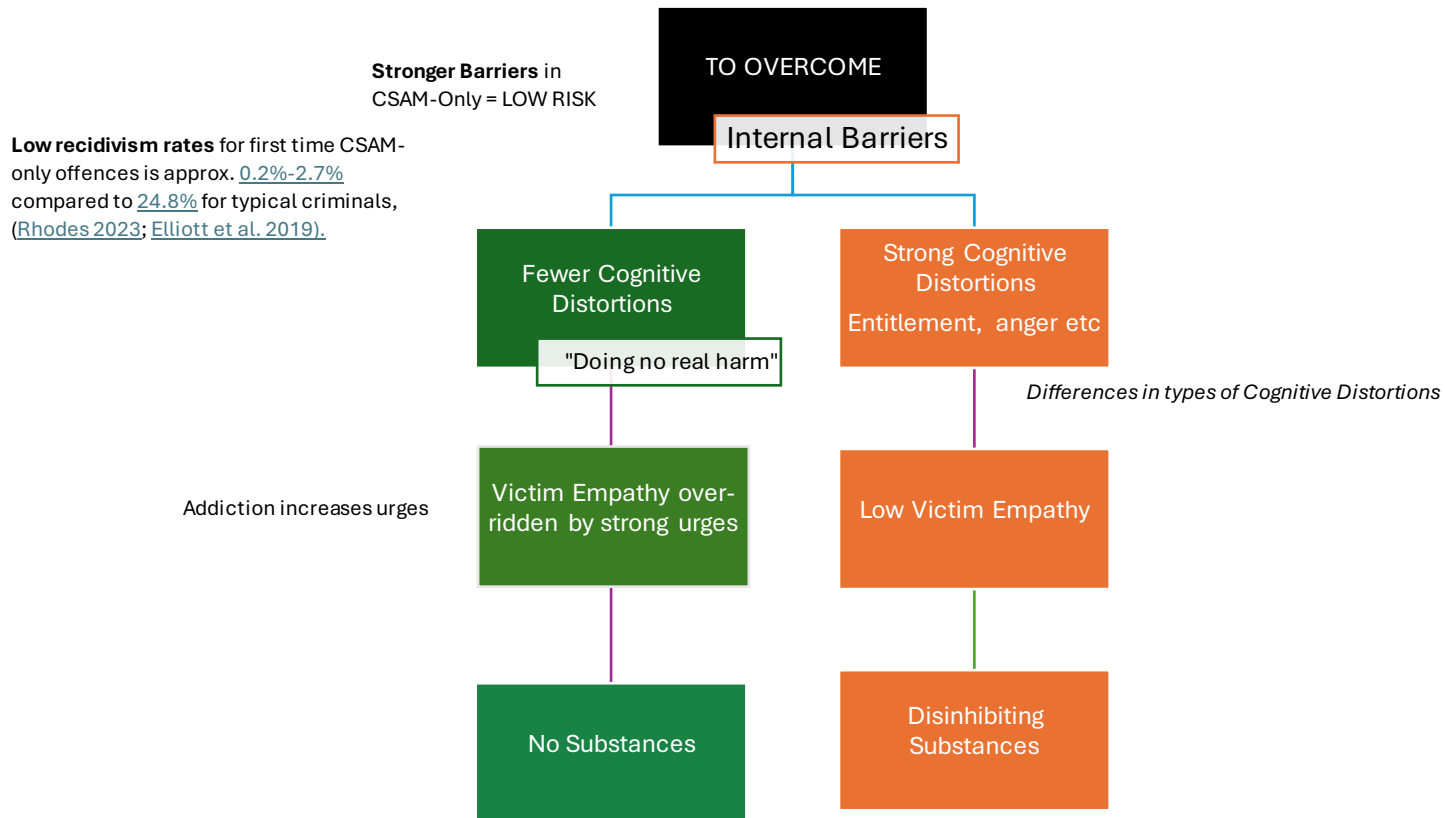 TO OVERCOME
Internal Barriers
Stronger Barriers in
CSAM-Only = LOW RISK
Low recidivism rates for first time CSAM-
only offences is approx. 0.2%-2.7%
compared to 24.8% for typical criminals,
(Rhodes 2023; Elliott et al. 2019).
Fewer Cognitive
Distortions
"Doing no real harm"
Strong Cognitive
Distortions
Entitlement, anger etc
Differences in types of Cognitive Distortions
Addiction increases urges
Victim Empathy over-
ridden by strong urges
Low Victim Empathy
No Substances
Disinhibiting
Substances